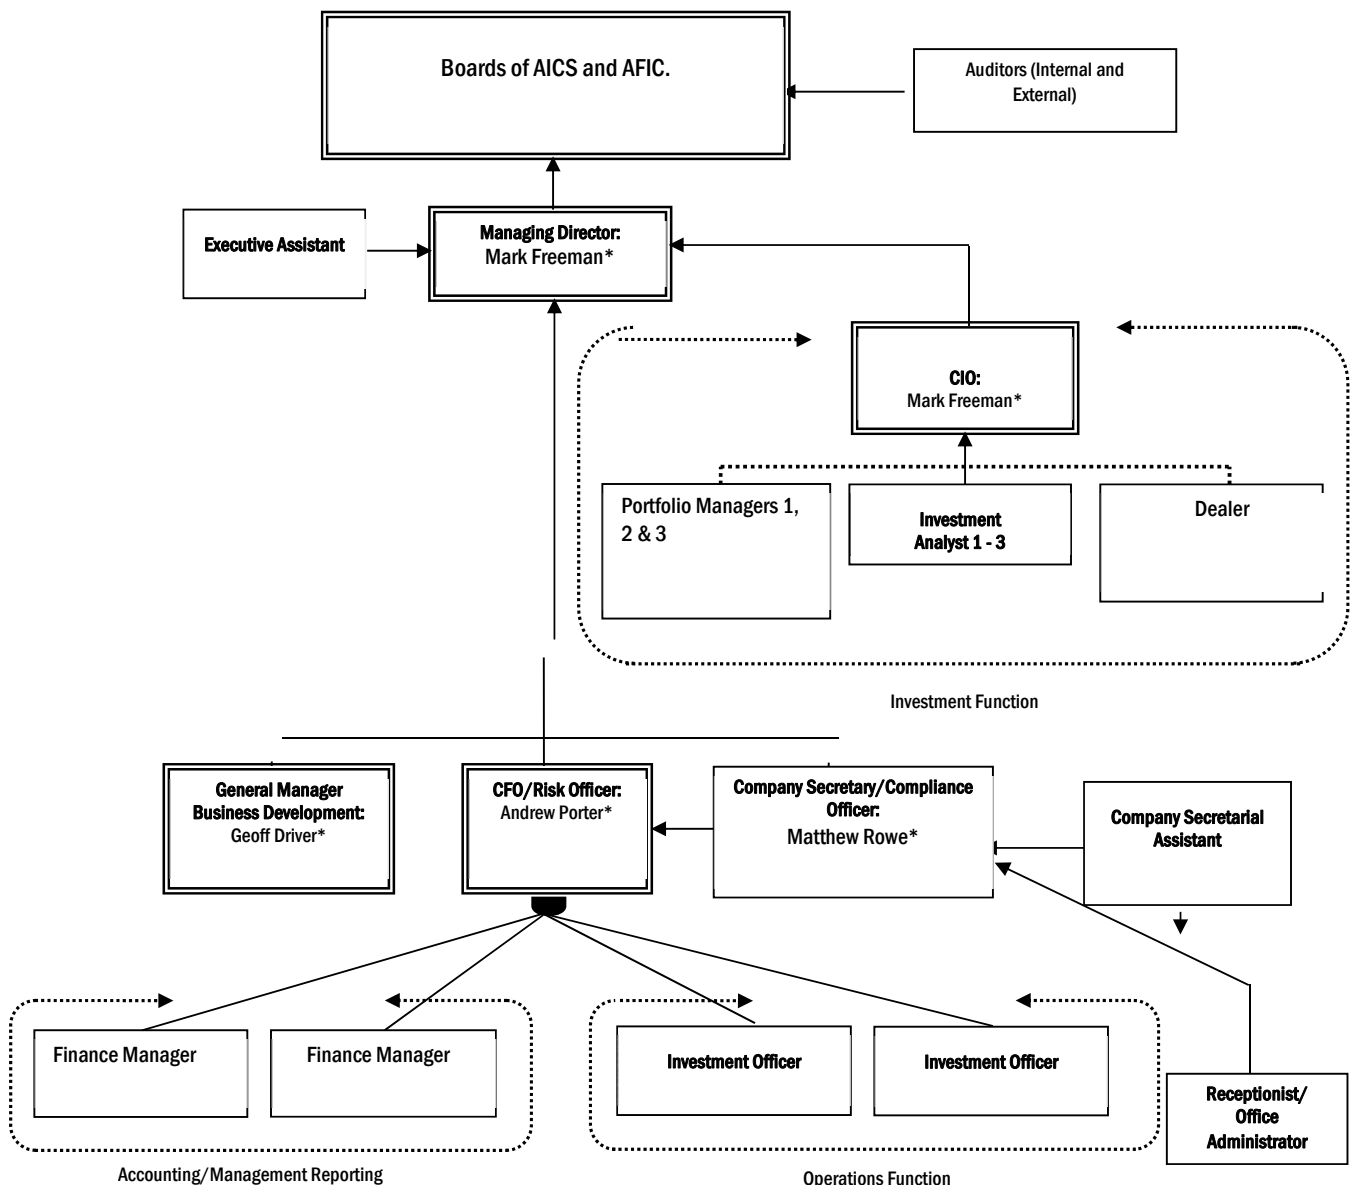 Boards of AICS and AFIC.
Auditors (Internal and
External)
Executive Assistant
Managing Director:
Mark Freeman*
CIO:
Mark Freeman*
Portfolio Managers 1,
2 & 3
Investment
Analyst 1 - 3
Dealer
Investment Function
General Manager
Business Development:
Geoff Driver*
CFO/Risk Officer:
Andrew Porter*
Company Secretary/Compliance
Officer:
Matthew Rowe*
Company Secretarial
Assistant
Finance Manager
Finance Manager
Investment Officer
Investment Officer
Receptionist/
Office
Administrator
Accounting/Management Reporting
Operations Function